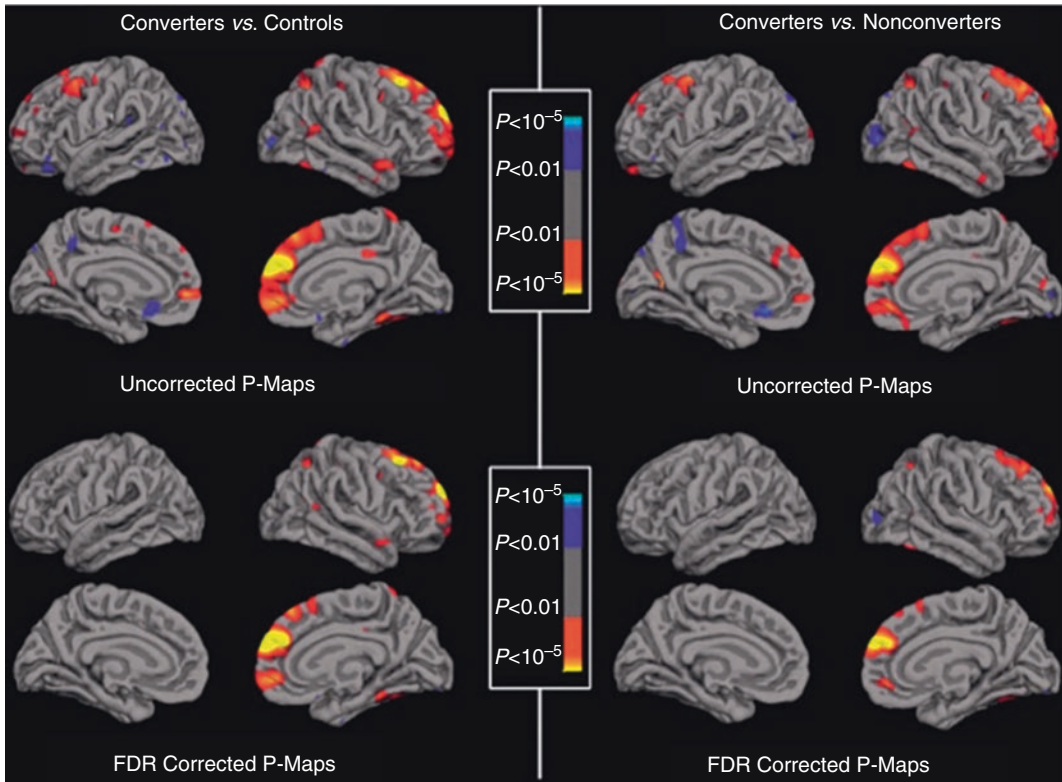 Converters vs. Controls
Converters vs. Nonconverters
P<10⁻⁵
P<0.01
P<0.01
P<10⁻⁵
Uncorrected P-Maps
Uncorrected P-Maps
P<10⁻⁵
P<0.01
P<0.01
P<10⁻⁵
FDR Corrected P-Maps
FDR Corrected P-Maps